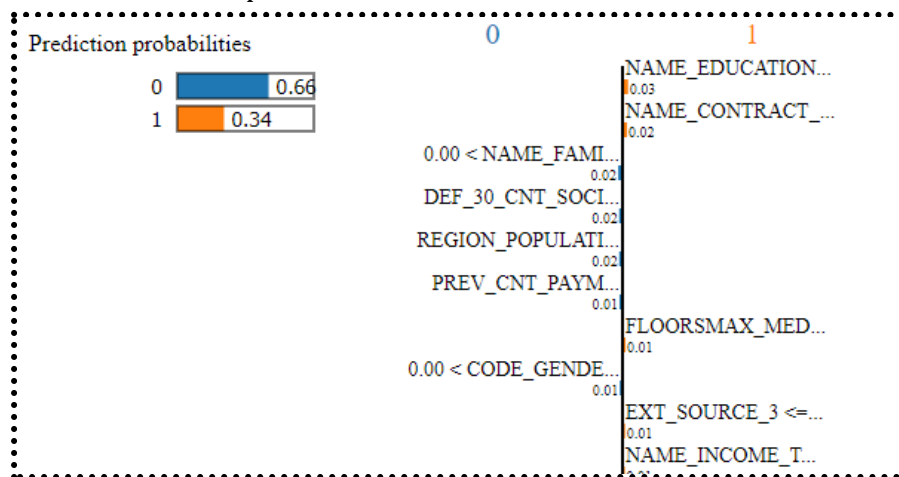 Prediction probabilities
0 0.66
1 0.34
0 1
NAME_EDUCATION...
0.03
NAME_CONTRACT_...
0.02
0.00 < NAME_FAMI...
0.02
DEF_30_CNT_SOCI...
0.02
REGION_POPULATI...
0.02
PREV_CNT_PAYM...
0.01
FLOORSMAX_MED...
0.01
0.00 < CODE_GENDE...
0.01
EXT_SOURCE_3 <=...
0.01
NAME_INCOME_T...